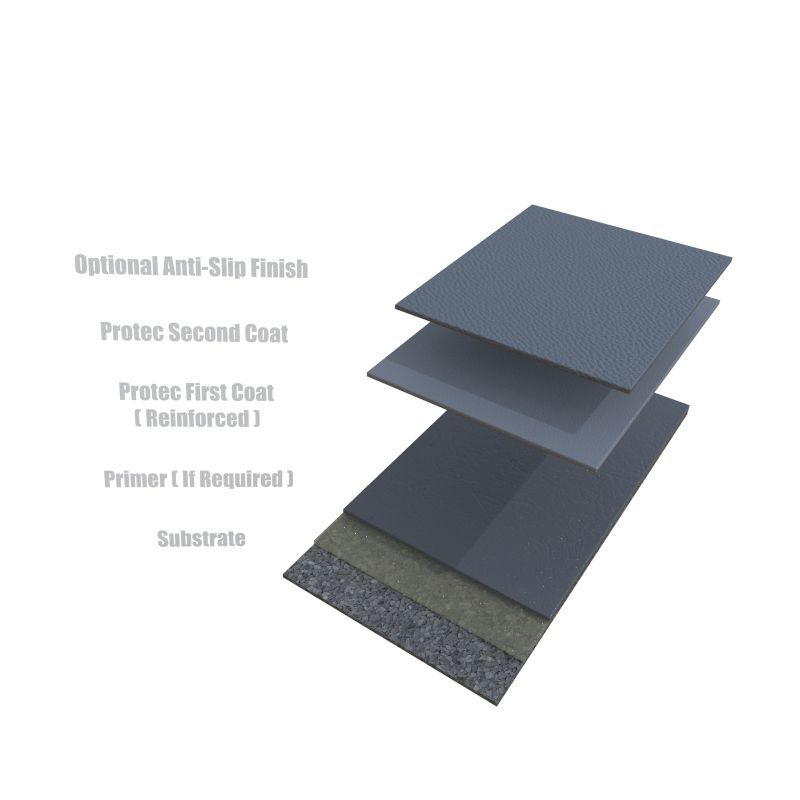 Optional Anti-Slip Finish
Protec Second Coat
Protec First Coat
( Reinforced )
Primer ( If Required )
Substrate